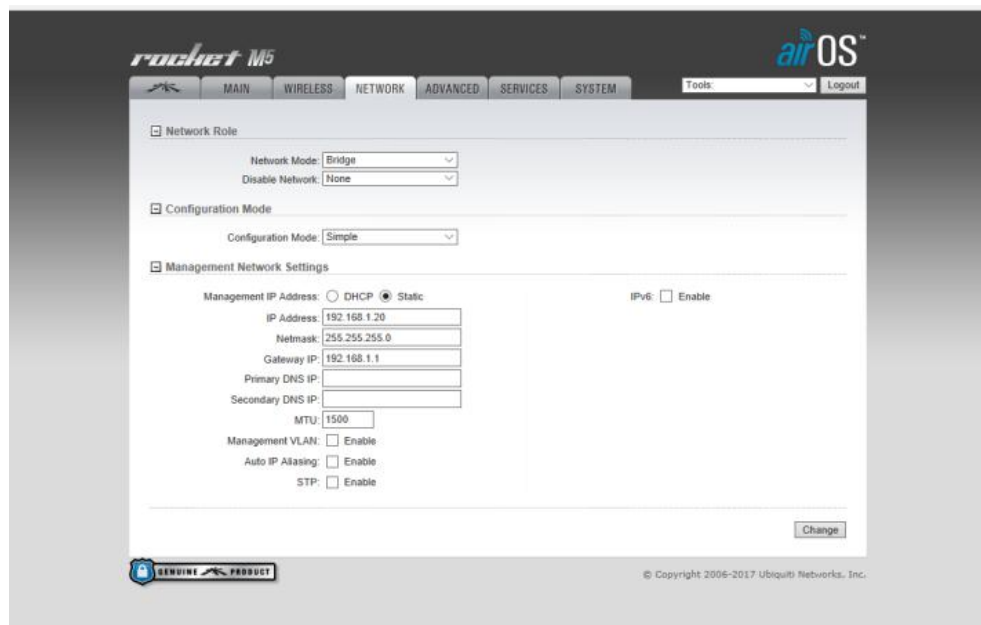 rocket M5
airOS™
MAIN WIRELESS NETWORK ADVANCED SERVICES SYSTEM Tools: Logout
Network Role
Network Mode: Bridge
Disable Network: None
Configuration Mode
Configuration Mode: Simple
Management Network Settings
Management IP Address: DHCP Static IPv6: Enable
IP Address: 192.168.1.20
Netmask: 255.255.255.0
Gateway IP: 192.168.1.1
Primary DNS IP:
Secondary DNS IP:
MTU: 1500
Management VLAN: Enable
Auto IP Aliasing: Enable
STP: Enable
Change
GENUINE PRODUCT
© Copyright 2006-2017 Ubiquiti Networks, Inc.